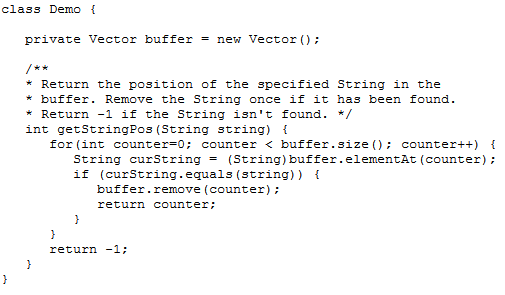 class Demo {
private Vector buffer = new Vector();
/**
* Return the position of the specified String in the
* buffer. Remove the String once if it has been found.
* Return -1 if the String isn't found. */
int getStringPos(String string) {
for(int counter=0; counter < buffer.size(); counter++) {
String curString = (String)buffer.elementAt(counter);
if (curString.equals(string)) {
buffer.remove(counter);
return counter;
}
}
return -1;
}
}